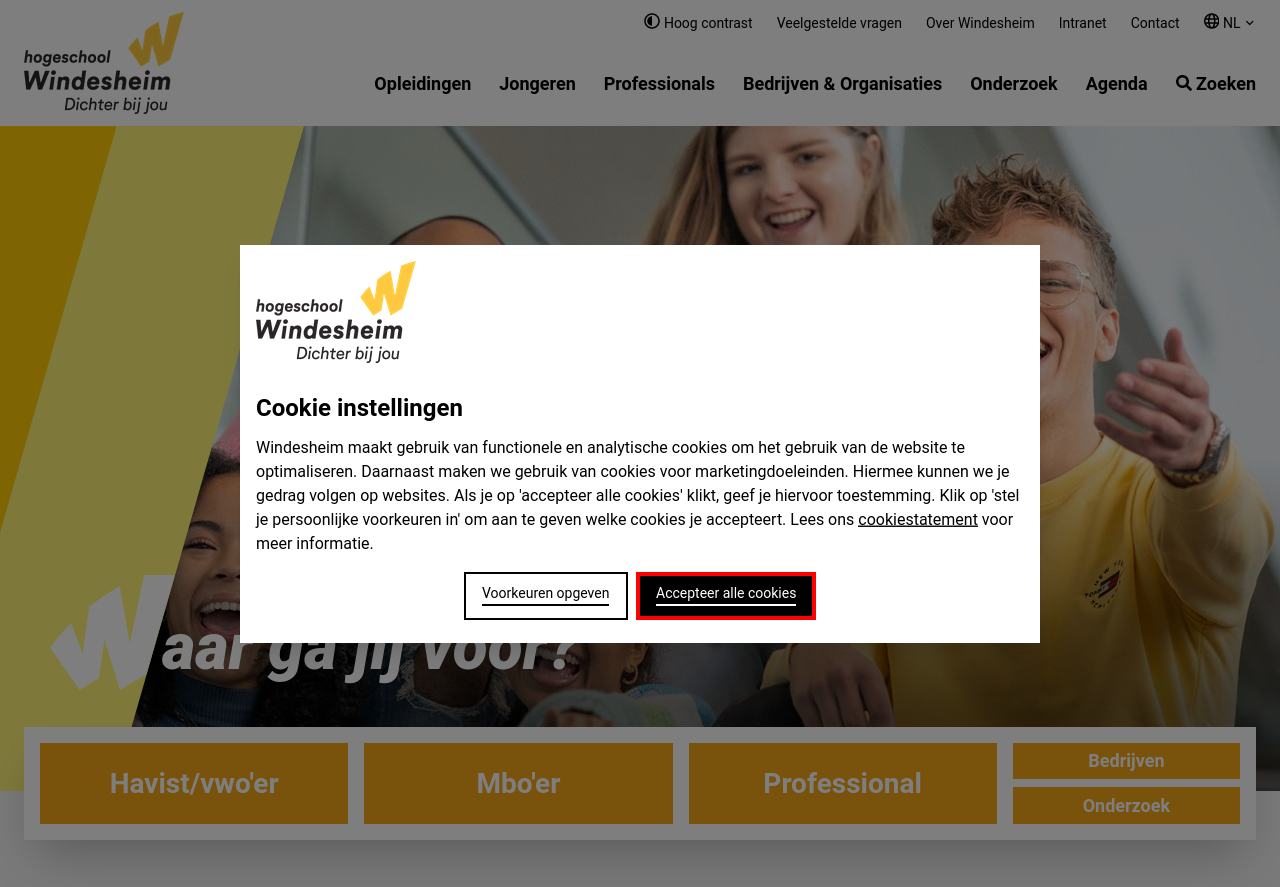 Hoog contrast Veelgestelde vragen Over Windesheim Intranet Contact NL
hogeschool
Windesheim
Dichter bij jou
Opleidingen Jongeren Professionals Bedrijven & Organisaties Onderzoek Agenda Zoeken
hogeschool
Windesheim
Dichter bij jou
Cookie instellingen
Windesheim maakt gebruik van functionele en analytische cookies om het gebruik van de website te
optimaliseren. Daarnaast maken we gebruik van cookies voor marketingdoeleinden. Hiermee kunnen we je
gedrag volgen op websites. Als je op 'accepteer alle cookies' klikt, geef je hiervoor toestemming. Klik op 'stel
je persoonlijke voorkeuren in' om aan te geven welke cookies je accepteert. Lees ons cookiestatement voor
meer informatie.
Voorkeuren opgeven Accepteer alle cookies
Waar ga jij voor?
Havist/vwo'er Mbo'er Professional Bedrijven
Onderzoek